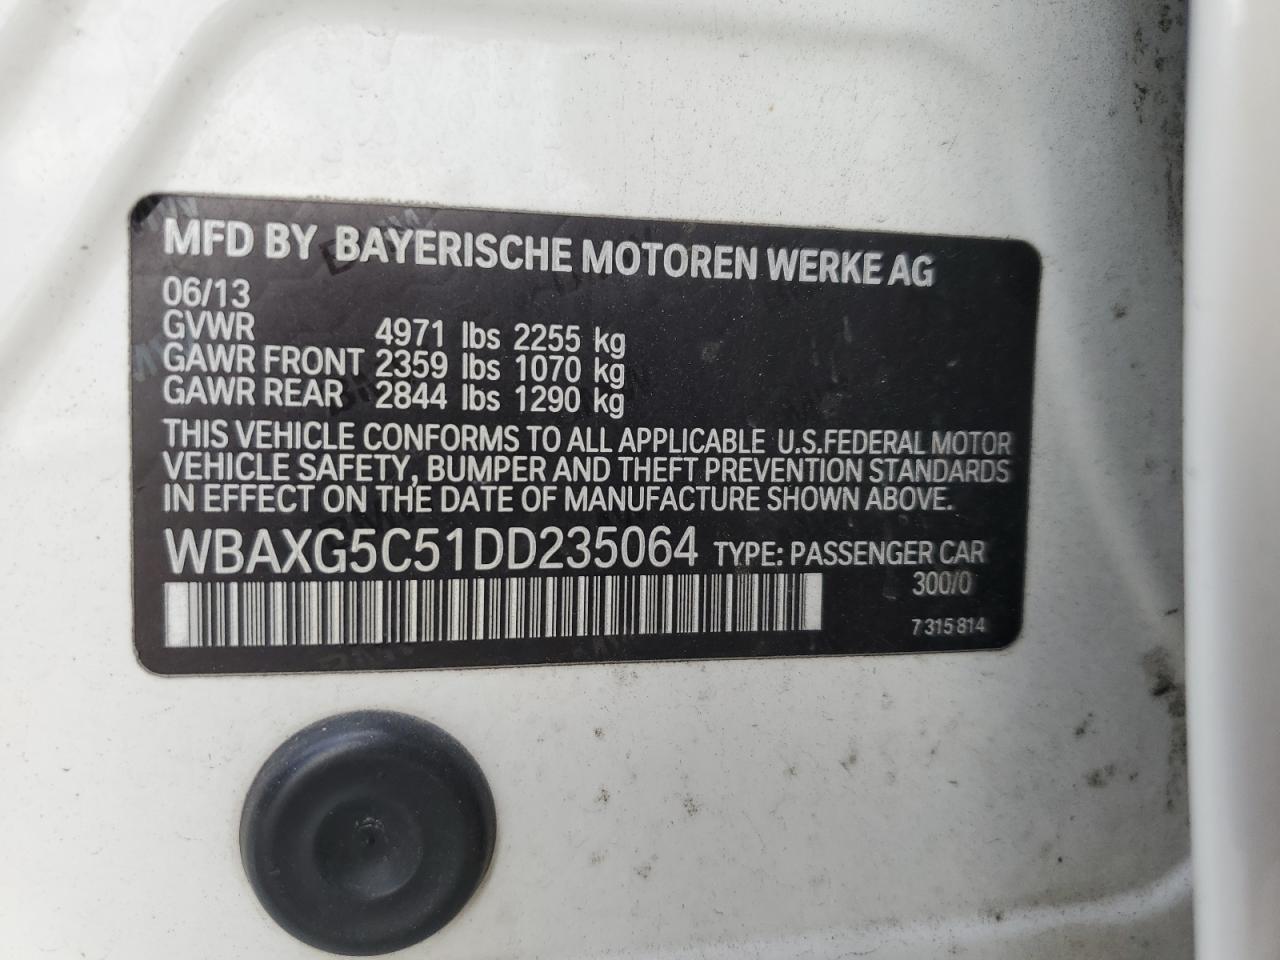 MFD BY BAYERISCHE MOTOREN WERKE AG
06/13
GVWR 4971 lbs 2255 kg
GAWR FRONT 2359 lbs 1070 kg
GAWR REAR 2844 lbs 1290 kg
THIS VEHICLE CONFORMS TO ALL APPLICABLE U.S.FEDERAL MOTOR
VEHICLE SAFETY, BUMPER AND THEFT PREVENTION STANDARDS
IN EFFECT ON THE DATE OF MANUFACTURE SHOWN ABOVE.
WBAXG5C51DD235064 TYPE: PASSENGER CAR
300/0
7 315 814